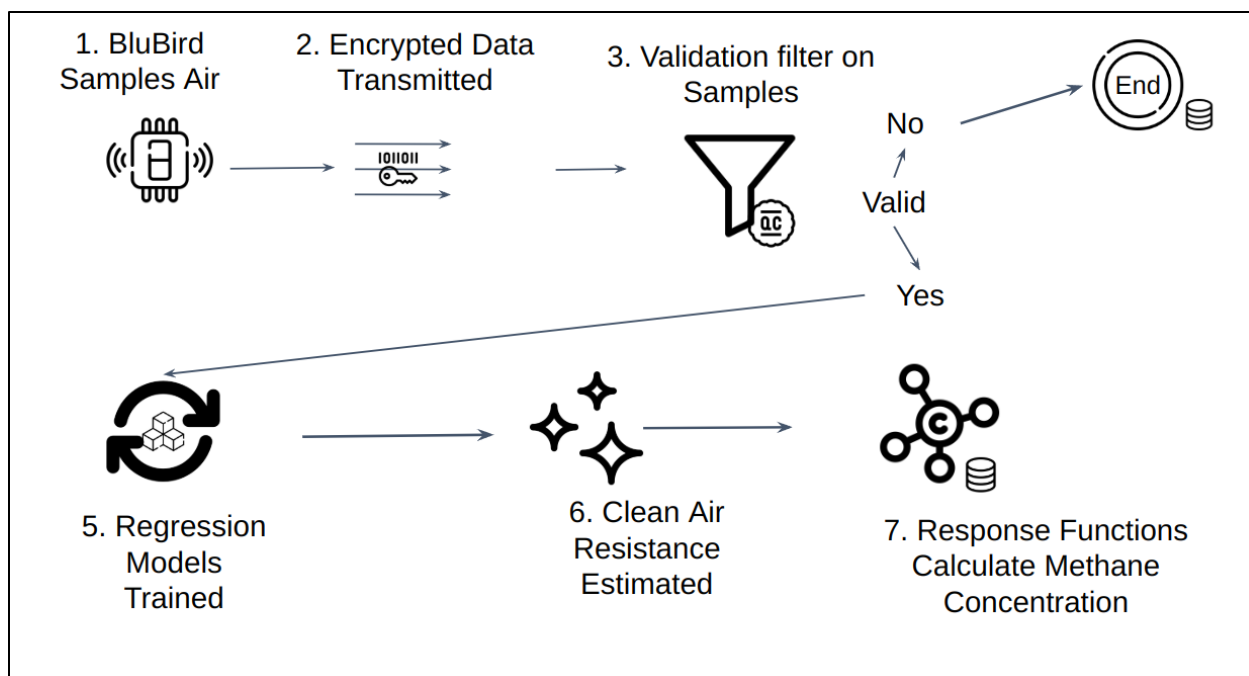 1. BluBird
Samples Air
2. Encrypted Data
Transmitted
3. Validation filter on
Samples
End
No
1011011
Valid
QC
Yes
C
5. Regression
Models
Trained
6. Clean Air
Resistance
Estimated
7. Response Functions
Calculate Methane
Concentration